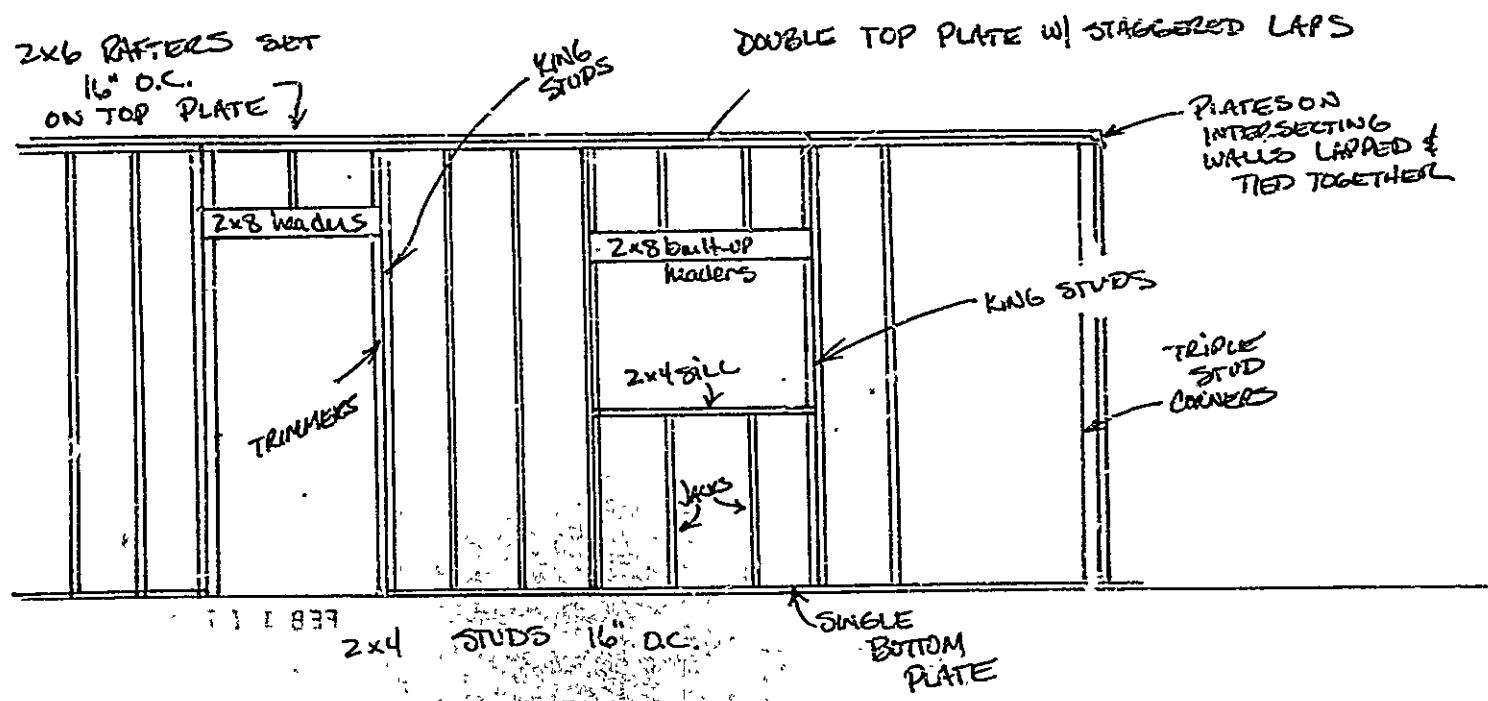 2x6 RAFTERS SET
16" O.C.
ON TOP PLATE
KING
STUDS
DOUBLE TOP PLATE W/ STAGGERED LAPS
PLATES ON
INTERSECTING
WALLS LAPPED &
TIED TOGETHER
2x8 headers
2x8 built-up
headers
KING STUDS
2x4 SILL
TRIPLE
STUD
CORNERS
TRIMMERS
JACKS
SINGLE
BOTTOM
PLATE
2x4 STUDS 16" O.C.